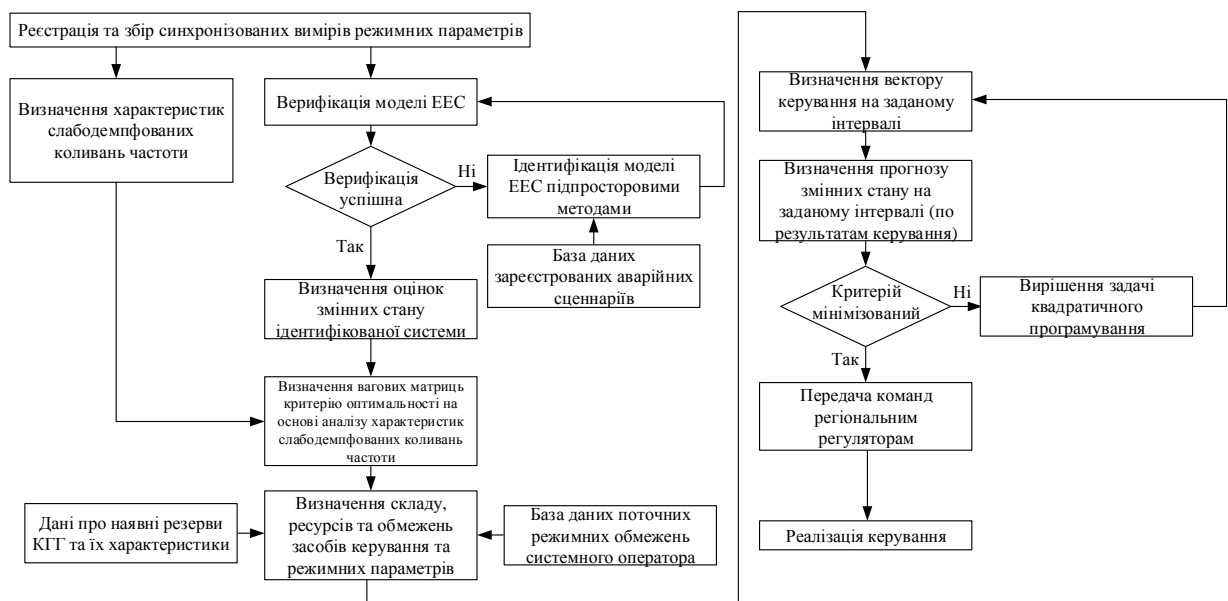 Реєстрація та збір синхронізованих вимірів режимних параметрів
Визначення характеристик
слабодемпфованих
коливань частоти
Верифікація моделі ЕЕС
Верифікація
успішна
Ні
Ідентифікація моделі
ЕЕС підпросторовими
методами
Так
База даних
зареєстрованих аварійних
сценнаріїв
Визначення оцінок
змінних стану
ідентифікованої системи
Визначення вагових матриць
критерію оптимальності на
основі аналізу характеристик
слабодемпфованих коливань
частоти
Дані про наявні резерви
КГГ та їх характеристики
Визначення складу,
ресурсів та обмежень
засобів керування та
режимних параметрів
База даних поточних
режимних обмежень
системного оператора
Визначення вектору
керування на заданому
інтервалі
Визначення прогнозу
змінних стану на
заданому інтервалі (по
результатам керування)
Критерій
мінімізований
Ні
Вирішення задачі
квадратичного
програмування
Так
Передача команд
регіональним
регуляторам
Реалізація керування